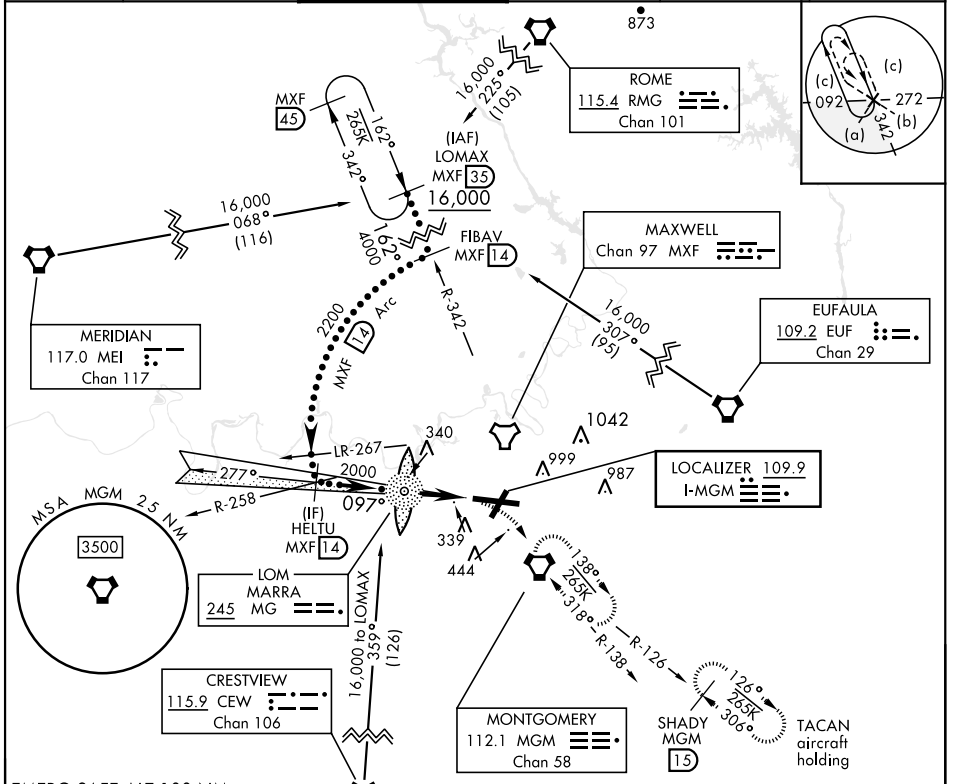 873
ROME
115.4 RMG
Chan 101
16,000
225°
(105)
(c)
(c)
092
272
(a)
(b)
342
MXF
45
162°
265K
342°
(IAF)
LOMAX
MXF 35
16,000
16,000
068°
(116)
162°
4000
FIBAV
MXF 14
MAXWELL
Chan 97 MXF
MERIDIAN
117.0 MEI
Chan 117
2200
MXF 14 Arc
R-342
16,000
307°
(95)
EUFAULA
109.2 EUF
Chan 29
1042
999
987
340
LR-267
277°
2000
097°
R-258
(IF)
HELTU
MXF 14
LOCALIZER 109.9
I-MGM
339
444
MSA MGM 25 NM
3500
LOM
MARRA
245 MG
138°
265K
318°
R-138
R-126
126°
265K
306°
SHADY
MGM
15
TACAN
aircraft
holding
16,000 to LOMAX
359°
(126)
CRESTVIEW
115.9 CEW
Chan 106
MONTGOMERY
112.1 MGM
Chan 58